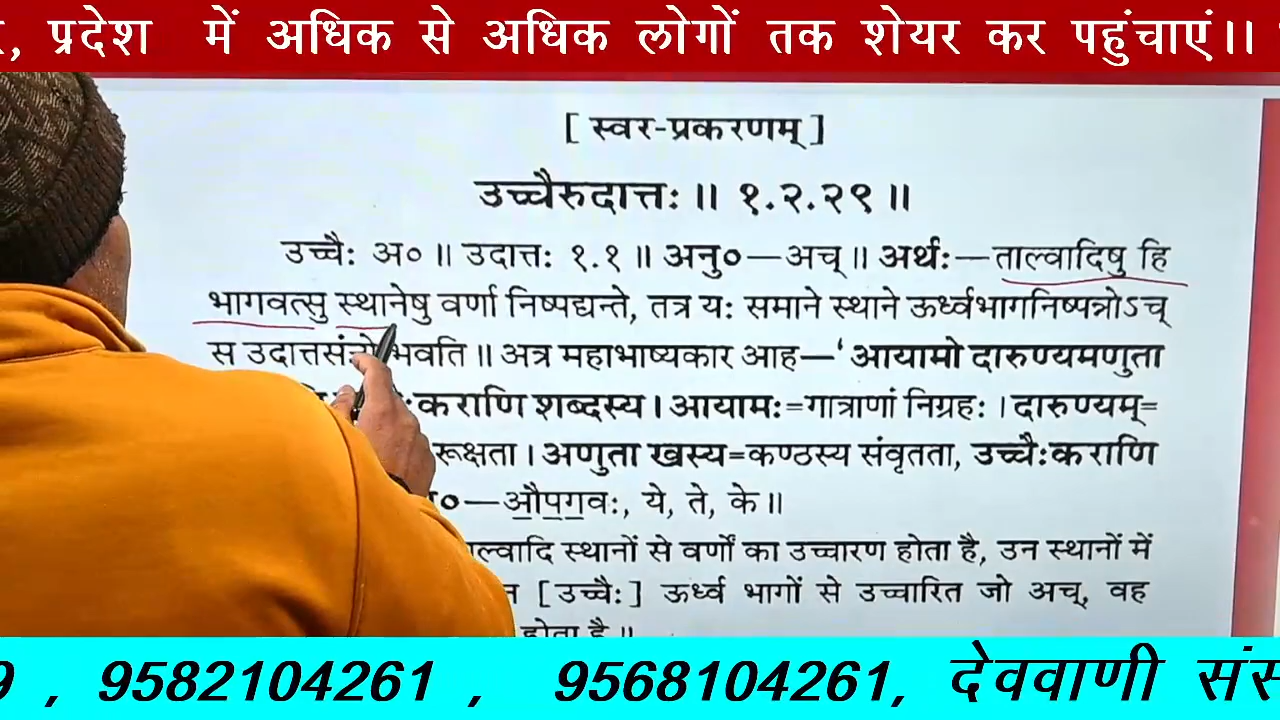 प्रदेश में अधिक से अधिक लोगों तक शेयर कर पहुंचाएं।।
[ स्वर-प्रकरणम् ]
उच्चैरुदात्तः ॥ १.२.२९ ॥
उच्चैः अ० ॥ उदात्तः १.१ ॥ अनु०—अच् ॥ अर्थः—ताल्वादिषु हि
भागवत्सु स्थानेषु वर्णा निष्पद्यन्ते, तत्र यः समाने स्थाने ऊर्ध्वभागनिष्पन्नोऽच्
स उदात्तसंज्ञो भवति ॥ अत्र महाभाष्यकार आह—‘आयामो दारुण्यमणुता
कराणि शब्दस्य । आयामः=गात्राणां निग्रहः । दारुण्यम्=
रूक्षता । अणुता खस्य=कण्ठस्य संवृतता, उच्चैःकराणि
—औ॒प॒ग॒वः, ये, ते, के ॥
स्थानों से वर्णों का उच्चारण होता है, उन स्थानों में
[उच्चैः] ऊर्ध्व भागों से उच्चारित जो अच्, वह
होता है ॥
9 , 9582104261 , 9568104261, देववाणी